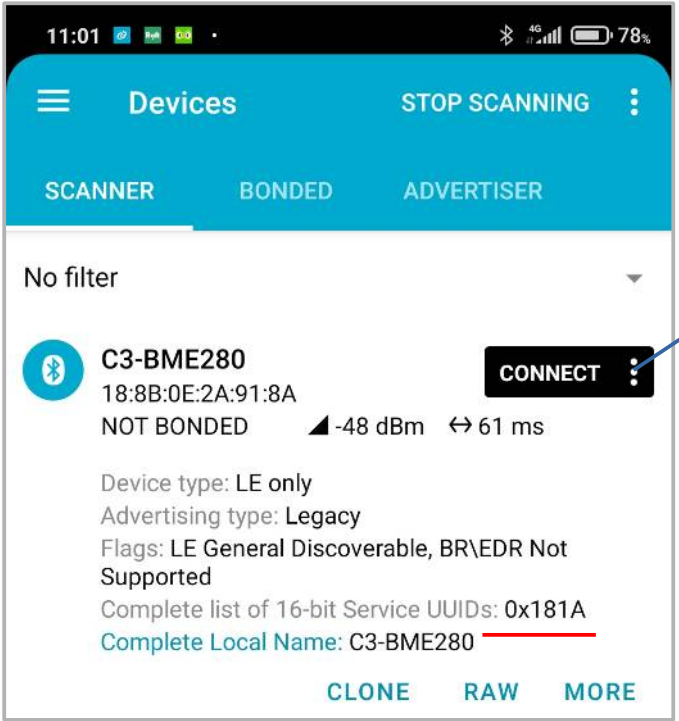 11:01 4G 78%
Devices STOP SCANNING
SCANNER BONDED ADVERTISER
No filter
C3-BME280 CONNECT
18:8B:0E:2A:91:8A
NOT BONDED -48 dBm ↔ 61 ms
Device type: LE only
Advertising type: Legacy
Flags: LE General Discoverable, BR\EDR Not
Supported
Complete list of 16-bit Service UUIDs: 0x181A
Complete Local Name: C3-BME280
CLONE RAW MORE